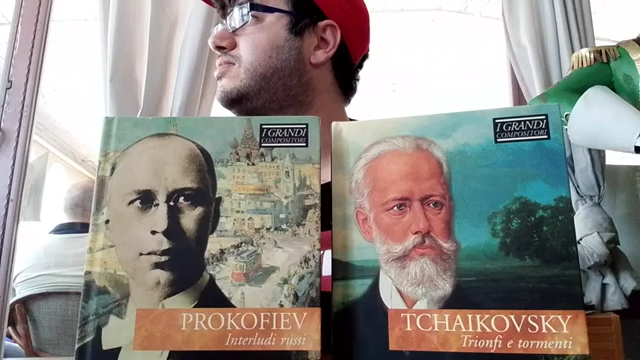 I GRANDI
COMPOSITORI
PROKOFIEV
Interludi russi
I GRANDI
COMPOSITORI
TCHAIKOVSKY
Trionfi e tormenti